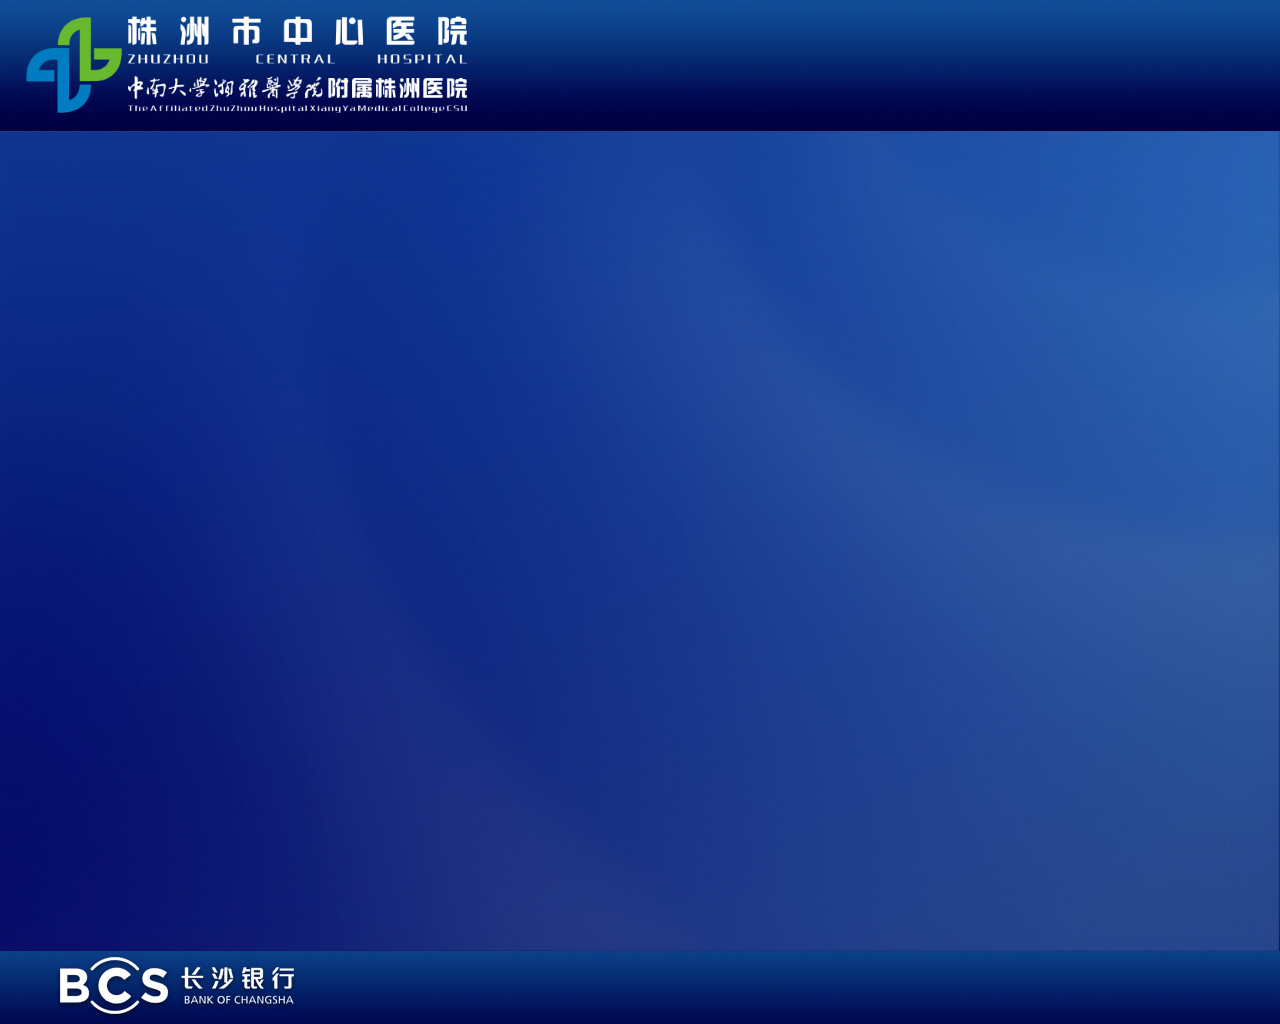 株洲市中心医院
ZHUZHOU CENTRAL HOSPITAL
中南大学湘雅醫学院附属株洲医院
The Affiliated ZhuZhou Hospital XiangYa Medical College CSU
BCS 长沙银行
BANK OF CHANGSHA